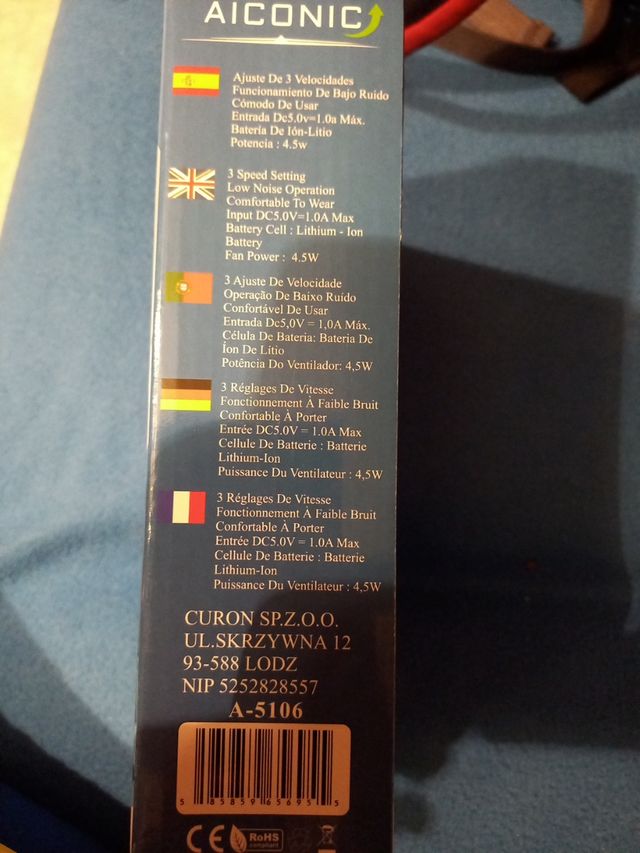 AICONIC
Ajuste De 3 Velocidades
Funcionamiento De Bajo Ruido
Cómodo De Usar
Entrada Dc5.0v=1.0a Máx.
Batería De Ión-Litio
Potencia : 4.5w
3 Speed Setting
Low Noise Operation
Comfortable To Wear
Input DC5.0V=1.0A Max
Battery Cell : Lithium - Ion
Battery
Fan Power : 4.5W
3 Ajuste De Velocidade
Operação De Baixo Ruído
Confortável De Usar
Entrada Dc5,0V = 1,0A Máx.
Célula De Bateria: Bateria De
Íon De Lítio
Potência Do Ventilador: 4,5W
3 Réglages De Vitesse
Fonctionnement À Faible Bruit
Confortable À Porter
Entrée DC5.0V = 1.0A Max
Cellule De Batterie : Batterie
Lithium-Ion
Puissance Du Ventilateur : 4,5W
3 Réglages De Vitesse
Fonctionnement À Faible Bruit
Confortable À Porter
Entrée DC5.0V = 1.0A Max
Cellule De Batterie : Batterie
Lithium-Ion
Puissance Du Ventilateur : 4,5W
CURON SP.Z.O.O.
UL.SKRZYWNA 12
93-588 LODZ
NIP 5252828557
A-5106
5 85859 65695 5
CE RoHS
compliant